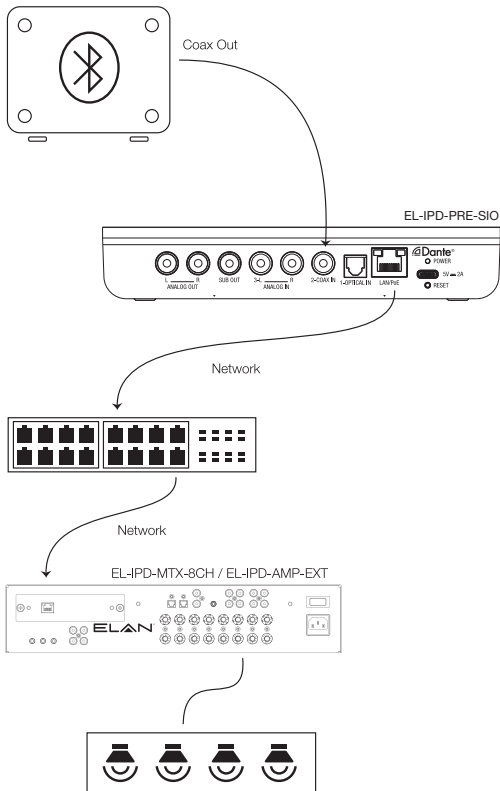 Coax Out
EL-IPD-PRE-SIO
Dante®
POWER
5V 2A
RESET
L R SUB OUT 3-L R 2-COAX IN 1-OPTICAL IN LAN/PoE
ANALOG OUT ANALOG IN
Network
Network
EL-IPD-MTX-8CH / EL-IPD-AMP-EXT
ELAN